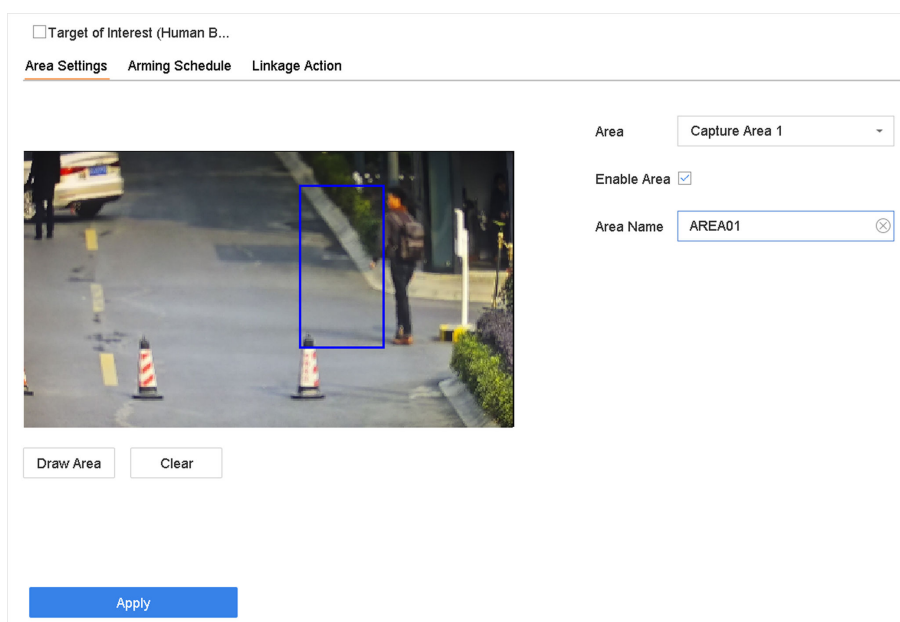 Target of Interest (Human B...
Area Settings Arming Schedule Linkage Action
Area Capture Area 1
Enable Area
Area Name AREA01
Draw Area Clear
Apply